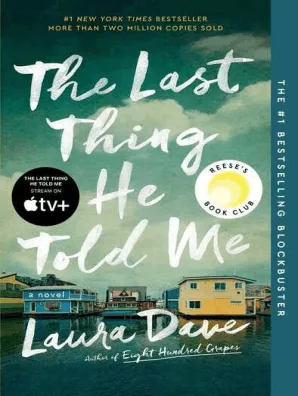 #1 NEW YORK TIMES BESTSELLER
MORE THAN TWO MILLION COPIES SOLD
The Last
Thing
He
Told Me
THE LAST THING
HE TOLD ME
STREAM ON
tv+
REESE'S
BOOK CLUB
a novel
Laura Dave
Author of Eight Hundred Grapes
THE #1 BESTSELLING BLOCKBUSTER